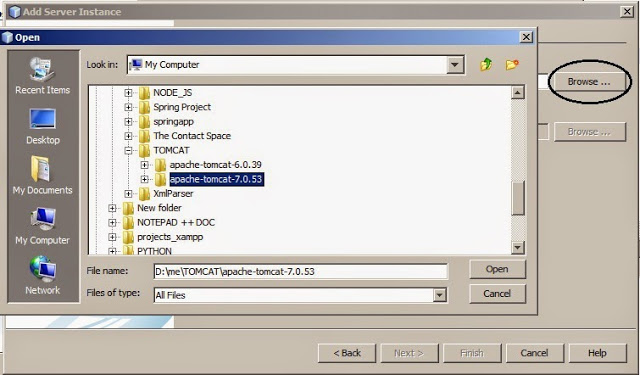 Add Server Instance
Open
Look in: My Computer
Recent Items
Desktop
My Documents
My Computer
Network
NODE_JS
Spring Project
springapp
The Contact Space
TOMCAT
apache-tomcat-6.0.39
apache-tomcat-7.0.53
XmlParser
New folder
NOTEPAD ++ DOC
projects_xampp
PYTHON
File name: D:\me\TOMCAT\apache-tomcat-7.0.53 Open
Files of type: All Files Cancel
Browse ...
Browse ...
< Back Next > Finish Cancel Help